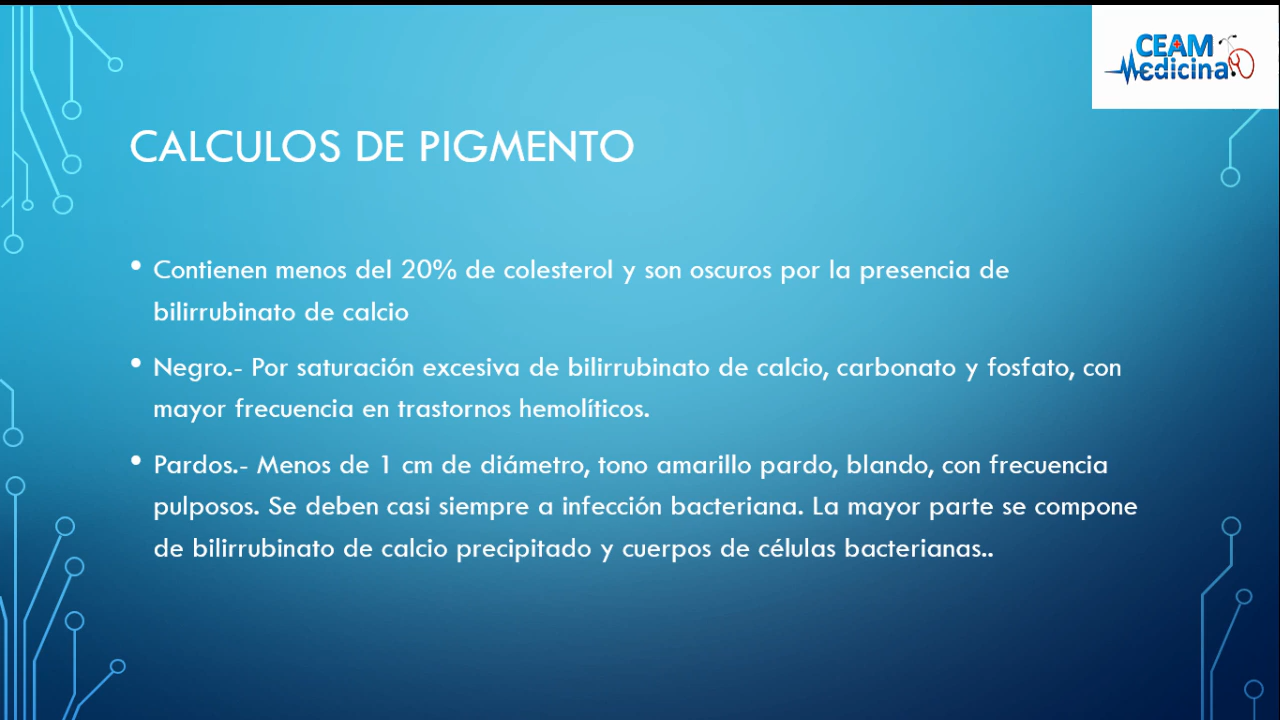 CEAM
Medicina
CALCULOS DE PIGMENTO
• Contienen menos del 20% de colesterol y son oscuros por la presencia de
bilirrubinato de calcio
• Negro.- Por saturación excesiva de bilirrubinato de calcio, carbonato y fosfato, con
mayor frecuencia en trastornos hemolíticos.
• Pardos.- Menos de 1 cm de diámetro, tono amarillo pardo, blando, con frecuencia
pulposos. Se deben casi siempre a infección bacteriana. La mayor parte se compone
de bilirrubinato de calcio precipitado y cuerpos de células bacterianas..